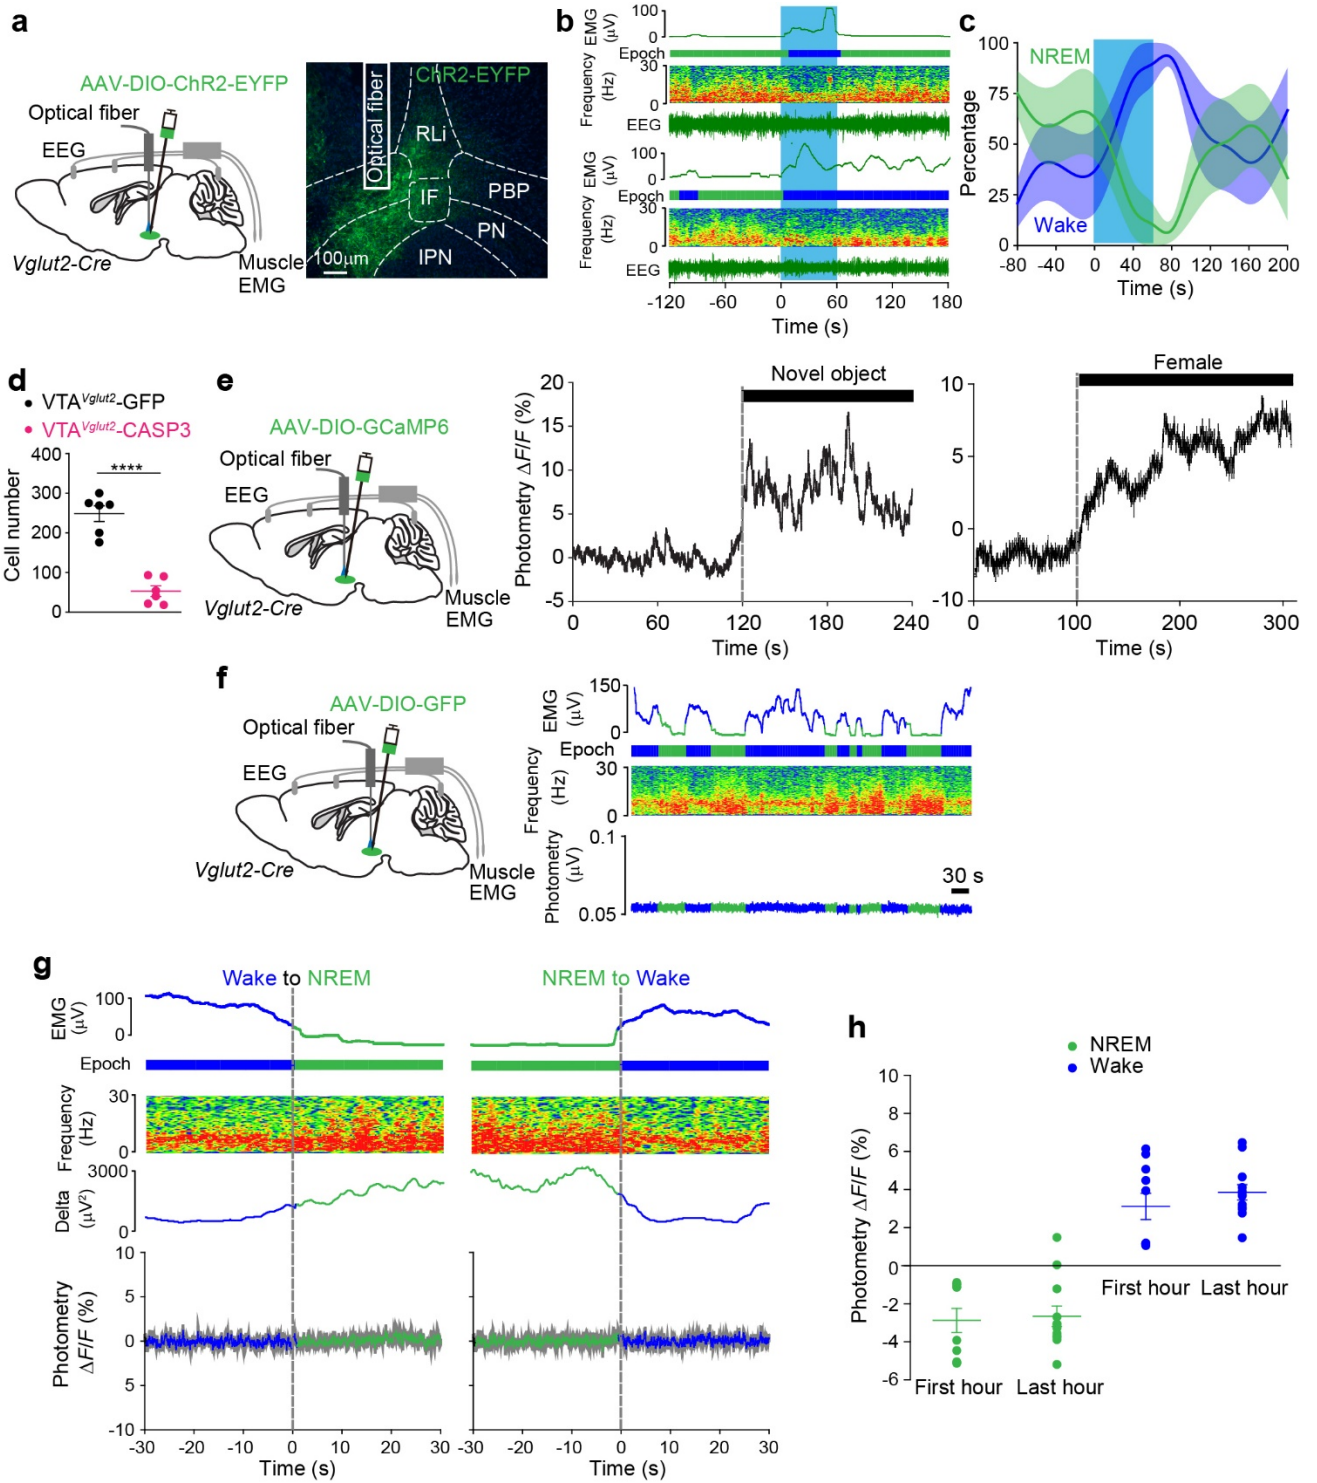 a
AAV-DIO-ChR2-EYFP
Optical fiber
EEG
Vglut2-Cre
Muscle
EMG
Optical fiber
ChR2-EYFP
RLi
IF
PBP
PN
IPN
100μm
b
EMG
(μV)
100
0
Epoch
Frequency
(Hz)
30
0
EEG
EMG
(μV)
100
0
Epoch
Frequency
(Hz)
30
0
EEG
-120 -60 0 60 120 180
Time (s)
c
Percentage
100
75
50
25
0
NREM
Wake
-80 -40 0 40 80 120 160 200
Time (s)
d
VTAVglut2-GFP
VTAVglut2-CASP3
Cell number
400
300
200
100
0
****
e
AAV-DIO-GCaMP6
Optical fiber
EEG
Vglut2-Cre
Muscle
EMG
Photometry ΔF/F (%)
20
15
10
5
0
-5
Novel object
0 60 120 180 240
Time (s)
10
5
0
-10
Female
0 100 200 300
Time (s)
f
AAV-DIO-GFP
Optical fiber
EEG
Vglut2-Cre
Muscle
EMG
EMG
(μV)
150
0
Epoch
Frequency
(Hz)
30
0
Photometry
(μV)
0.1
0.05
30 s
g
Wake to NREM
NREM to Wake
EMG
(μV)
100
0
Epoch
Frequency
(Hz)
30
0
Delta
(μV²)
3000
0
Photometry
ΔF/F (%)
10
5
0
5
-10
-30 -20 -10 0 10 20 30
Time (s)
-30 -20 -10 0 10 20 30
Time (s)
h
NREM
Wake
Photometry ΔF/F (%)
10
8
6
4
2
0
-2
-4
-6
First hour Last hour
First hour Last hour